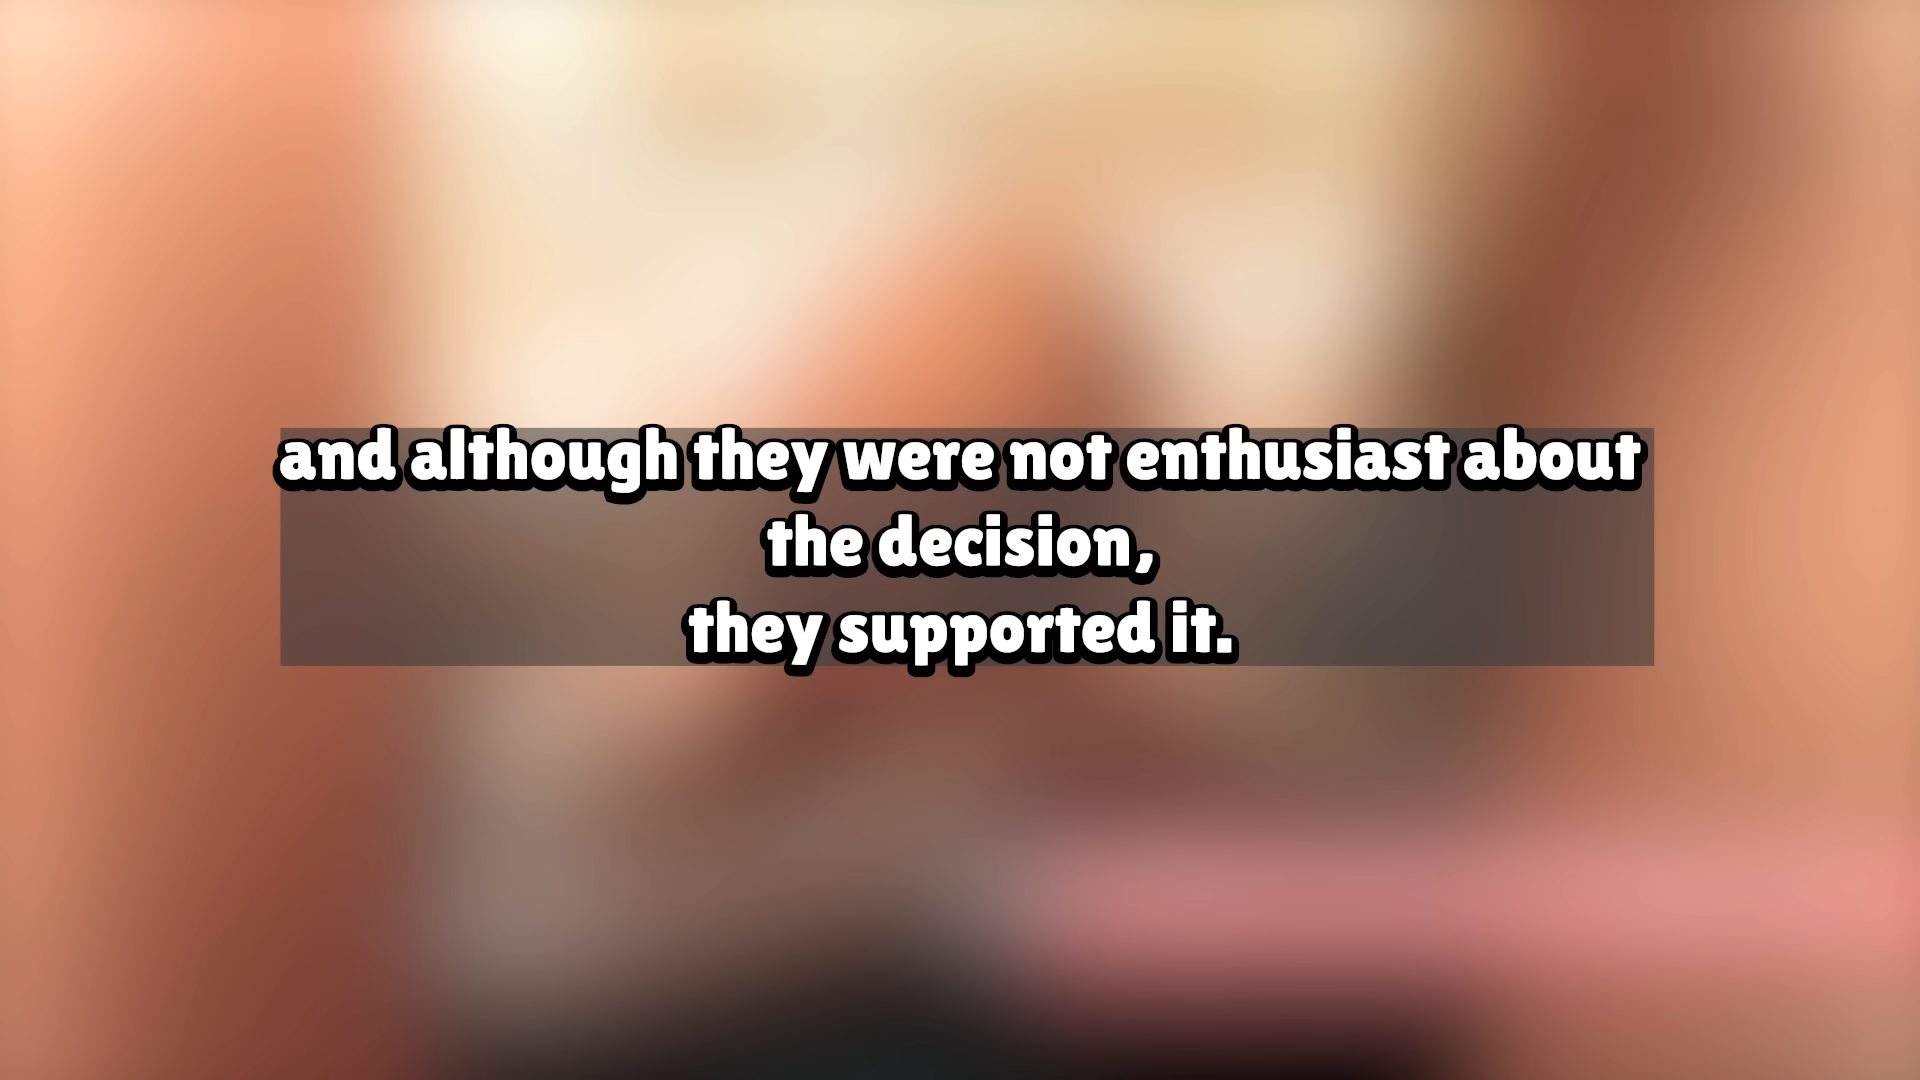 and although they were not enthusiast about
the decision,
they supported it.